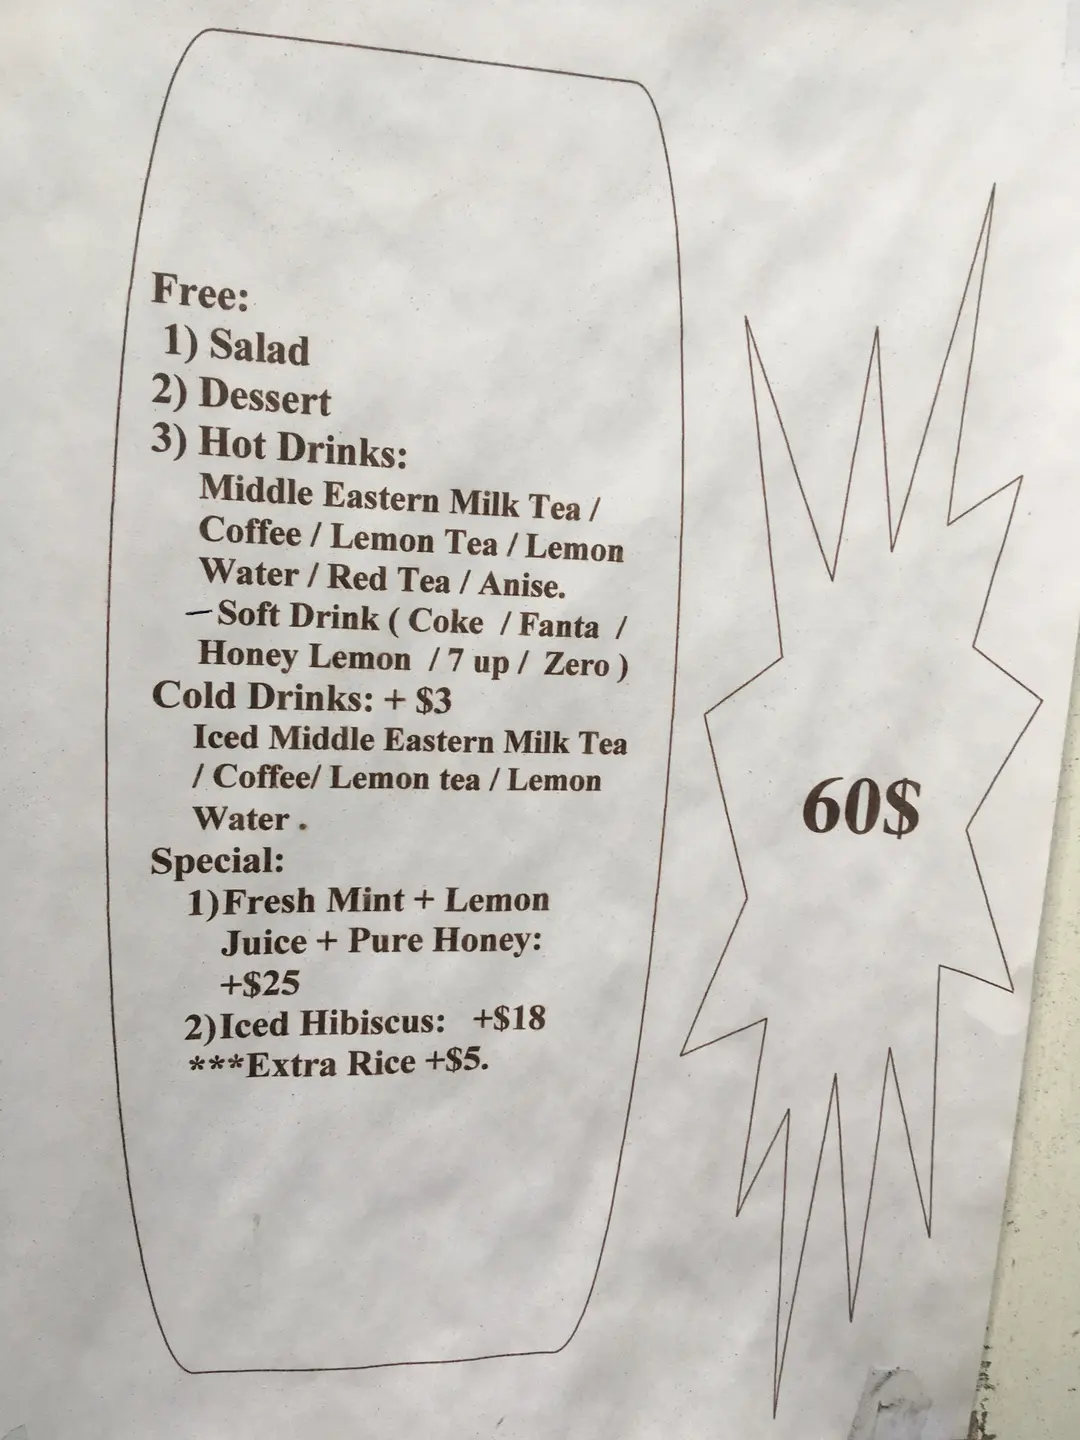 Free:
1) Salad
2) Dessert
3) Hot Drinks:
Middle Eastern Milk Tea /
Coffee / Lemon Tea / Lemon
Water / Red Tea / Anise.
—Soft Drink ( Coke / Fanta /
Honey Lemon / 7 up / Zero )
Cold Drinks: + $3
Iced Middle Eastern Milk Tea
/ Coffee/ Lemon tea / Lemon
Water .
Special:
1)Fresh Mint + Lemon
Juice + Pure Honey:
+$25
2)Iced Hibiscus: +$18
***Extra Rice +$5.
60$